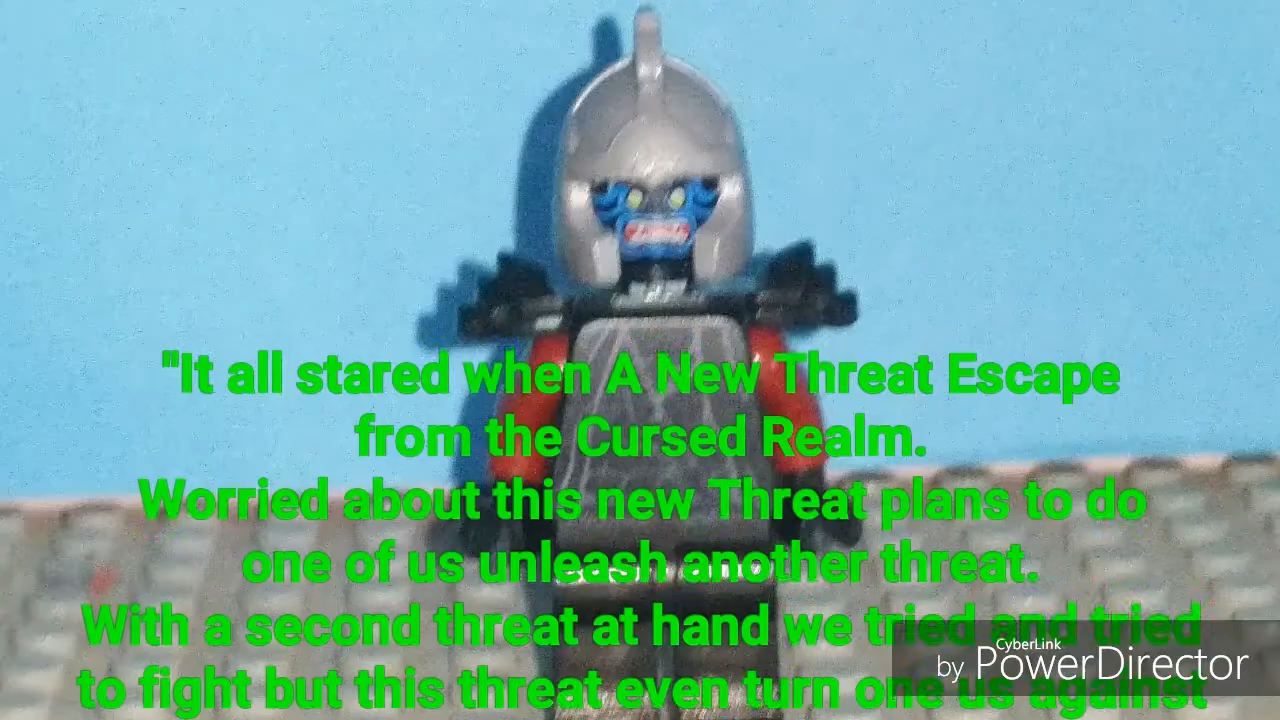 "It all stared when A New Threat Escape
from the Cursed Realm.
Worried about this new Threat plans to do
one of us unleash another threat.
With a second threat at hand we tried and tried
to fight but this threat even turn one us against
CyberLink
by PowerDirector